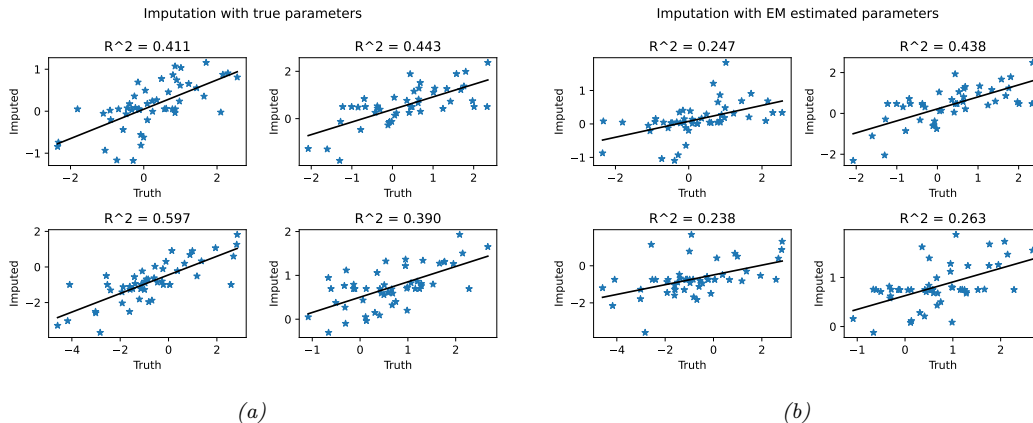 Imputation with true parameters
Imputation with EM estimated parameters
R^2 = 0.411
R^2 = 0.443
Imputed
1
0
−1
−2
0
2
Truth
Imputed
2
0
−2
−1
0
1
2
Truth
R^2 = 0.597
R^2 = 0.390
Imputed
2
0
−2
−4
−2
0
2
Truth
Imputed
2
1
0
−1
0
1
2
Truth
(a)
R^2 = 0.247
R^2 = 0.438
Imputed
1
0
−1
−2
0
2
Truth
Imputed
2
0
−2
−2
−1
0
1
2
Truth
R^2 = 0.238
R^2 = 0.263
Imputed
0
−2
−4
−2
0
2
Truth
Imputed
1
0
−1
0
1
2
Truth
(b)